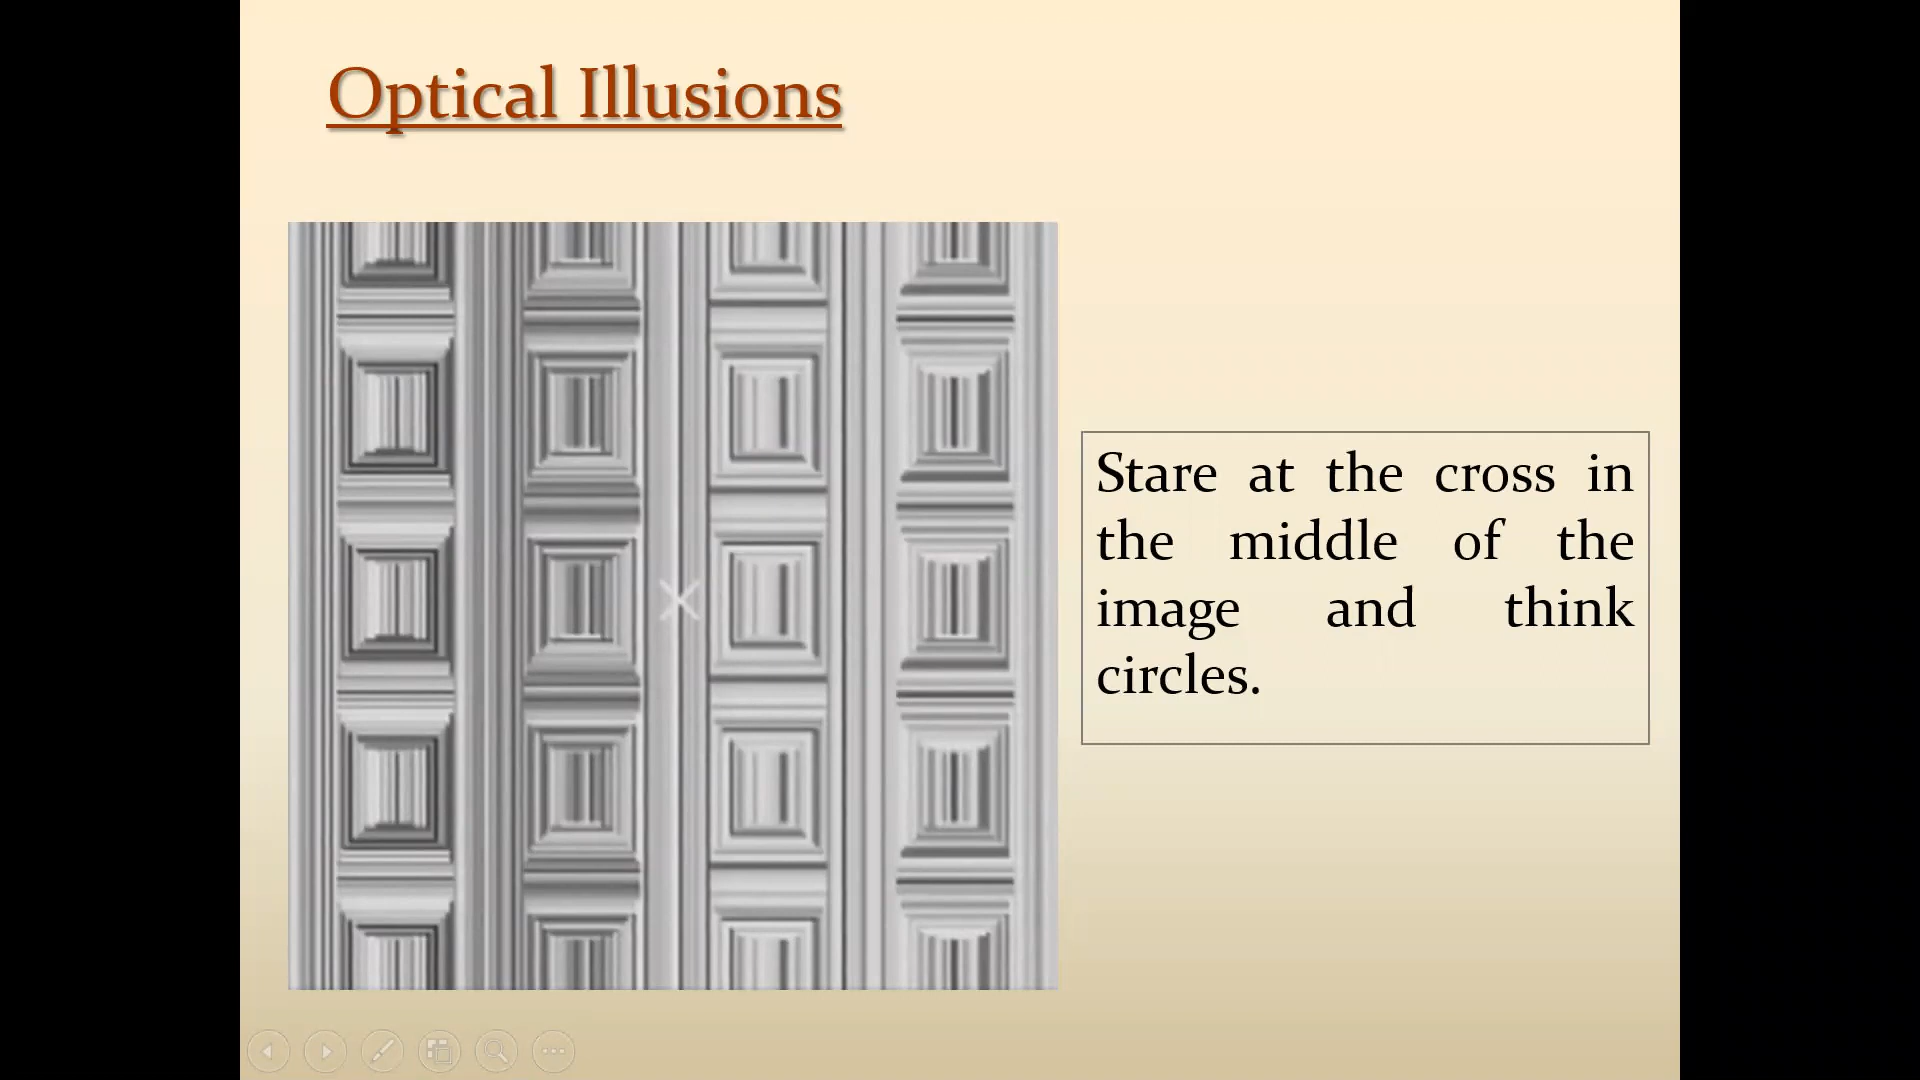 Optical Illusions
Stare at the cross in
the middle of the
image and think
circles.